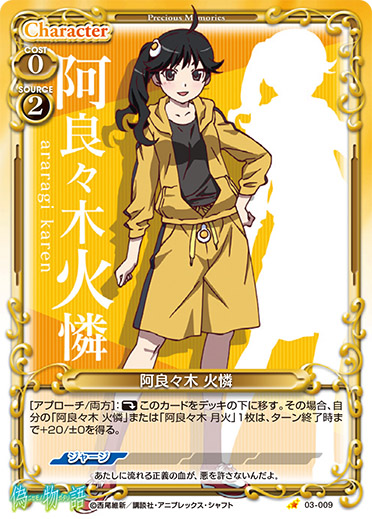 Precious Memories
Character
COST
0
SOURCE
2
阿良々木火憐
araragi karen
阿良々木 火憐
[アプローチ/両方]:このカードをデッキの下に移す。その場合、自
分の「阿良々木 火憐」または「阿良々木 月火」1枚は、ターン終了時ま
で+20/±0を得る。
ジャージ
あたしに流れる正義の血が、悪を許さないんだよ。
偽物語
©西尾維新/講談社・アニプレックス・シャフト
03-009